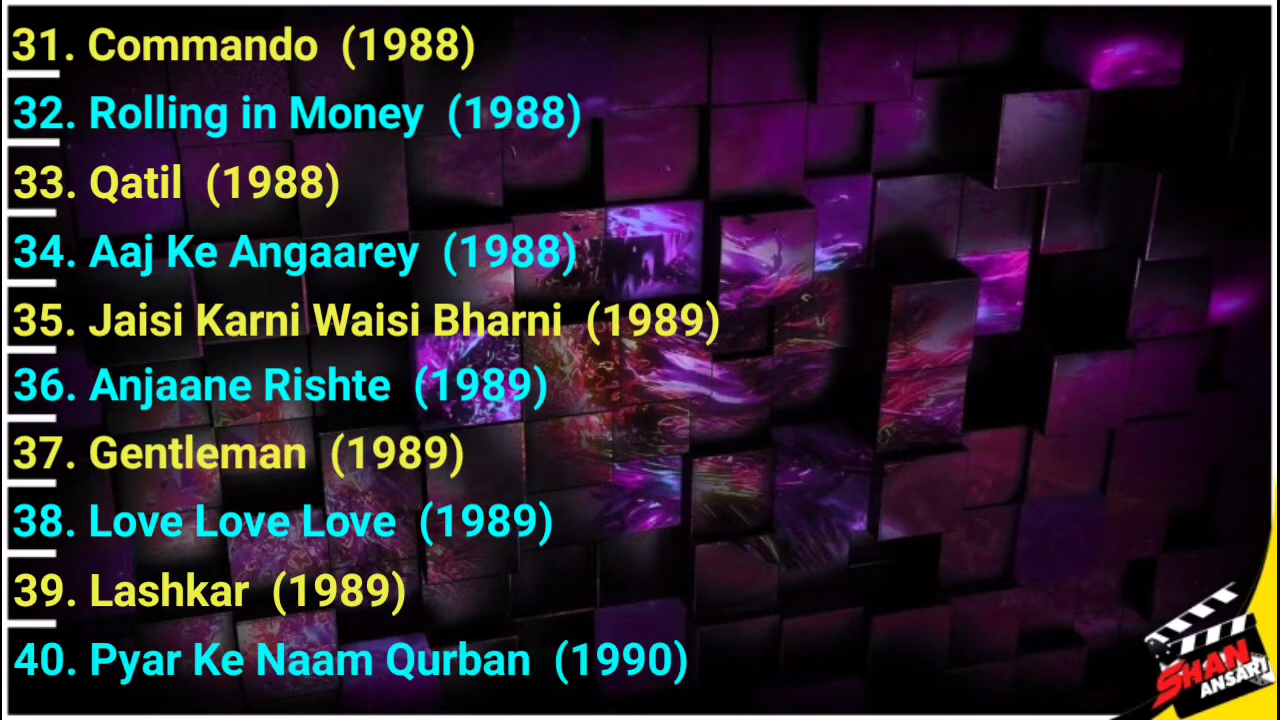 31. Commando (1988)
32. Rolling in Money (1988)
33. Qatil (1988)
34. Aaj Ke Angaarey (1988)
35. Jaisi Karni Waisi Bharni (1989)
36. Anjaane Rishte (1989)
37. Gentleman (1989)
38. Love Love Love (1989)
39. Lashkar (1989)
40. Pyar Ke Naam Qurban (1990)
SHAN
ANSARI